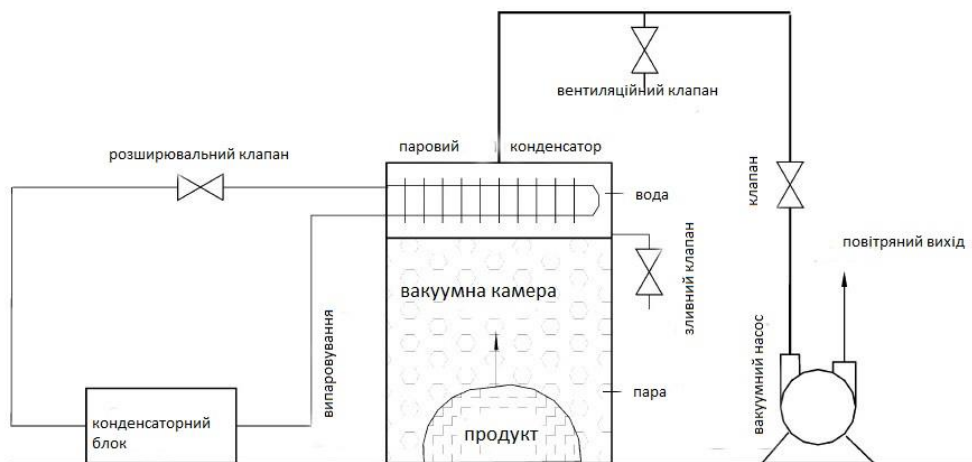 вентиляційний клапан
розширювальний клапан
паровий конденсатор
вода
клапан
зливний клапан
повітряний вихід
вакуумна камера
випаровування
вакуумний насос
пара
конденсаторний
блок
продукт